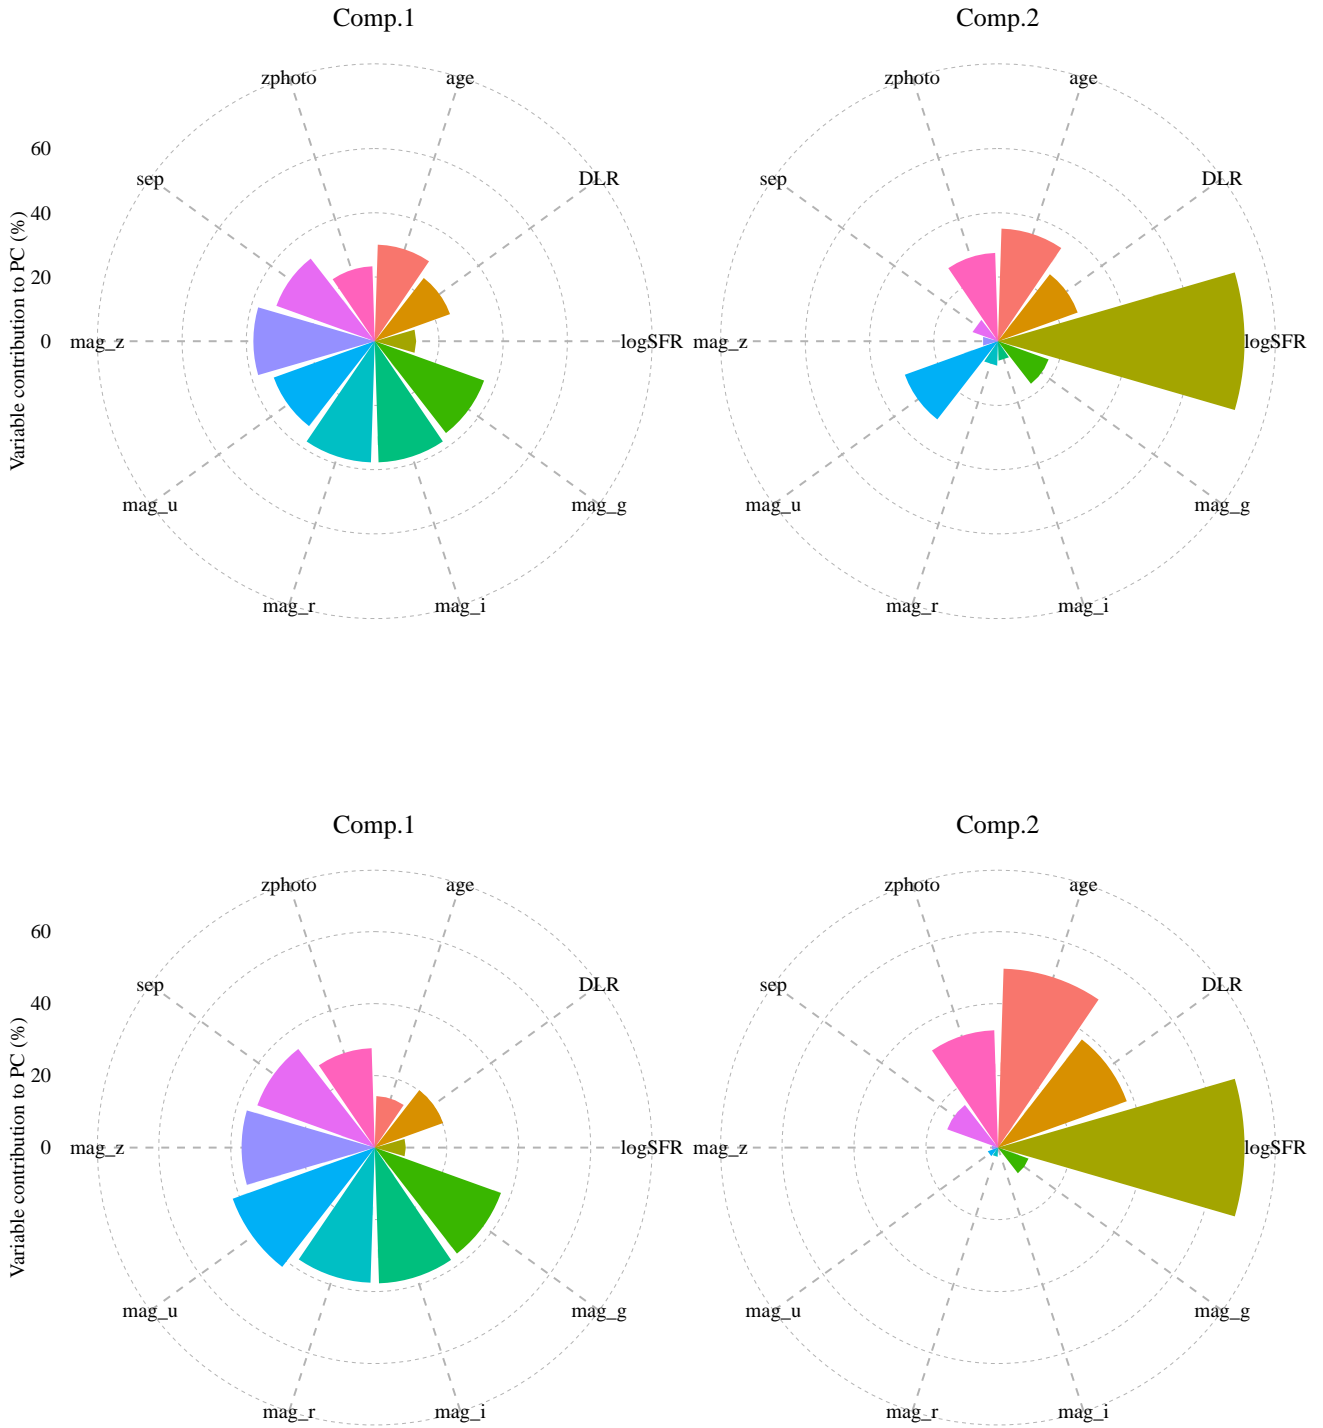 Comp.1
Comp.2
zphoto
age
zphoto
age
60
sep
DLR
sep
DLR
40
20
0
mag_z
logSFR
mag_z
logSFR
Variable contribution to PC (%)
mag_u
mag_g
mag_u
mag_g
mag_r
mag_i
mag_r
mag_i
Comp.1
Comp.2
zphoto
age
zphoto
age
60
sep
DLR
sep
DLR
40
20
0
mag_z
logSFR
mag_z
logSFR
Variable contribution to PC (%)
mag_u
mag_g
mag_u
mag_g
mag_r
mag_i
mag_r
mag_i